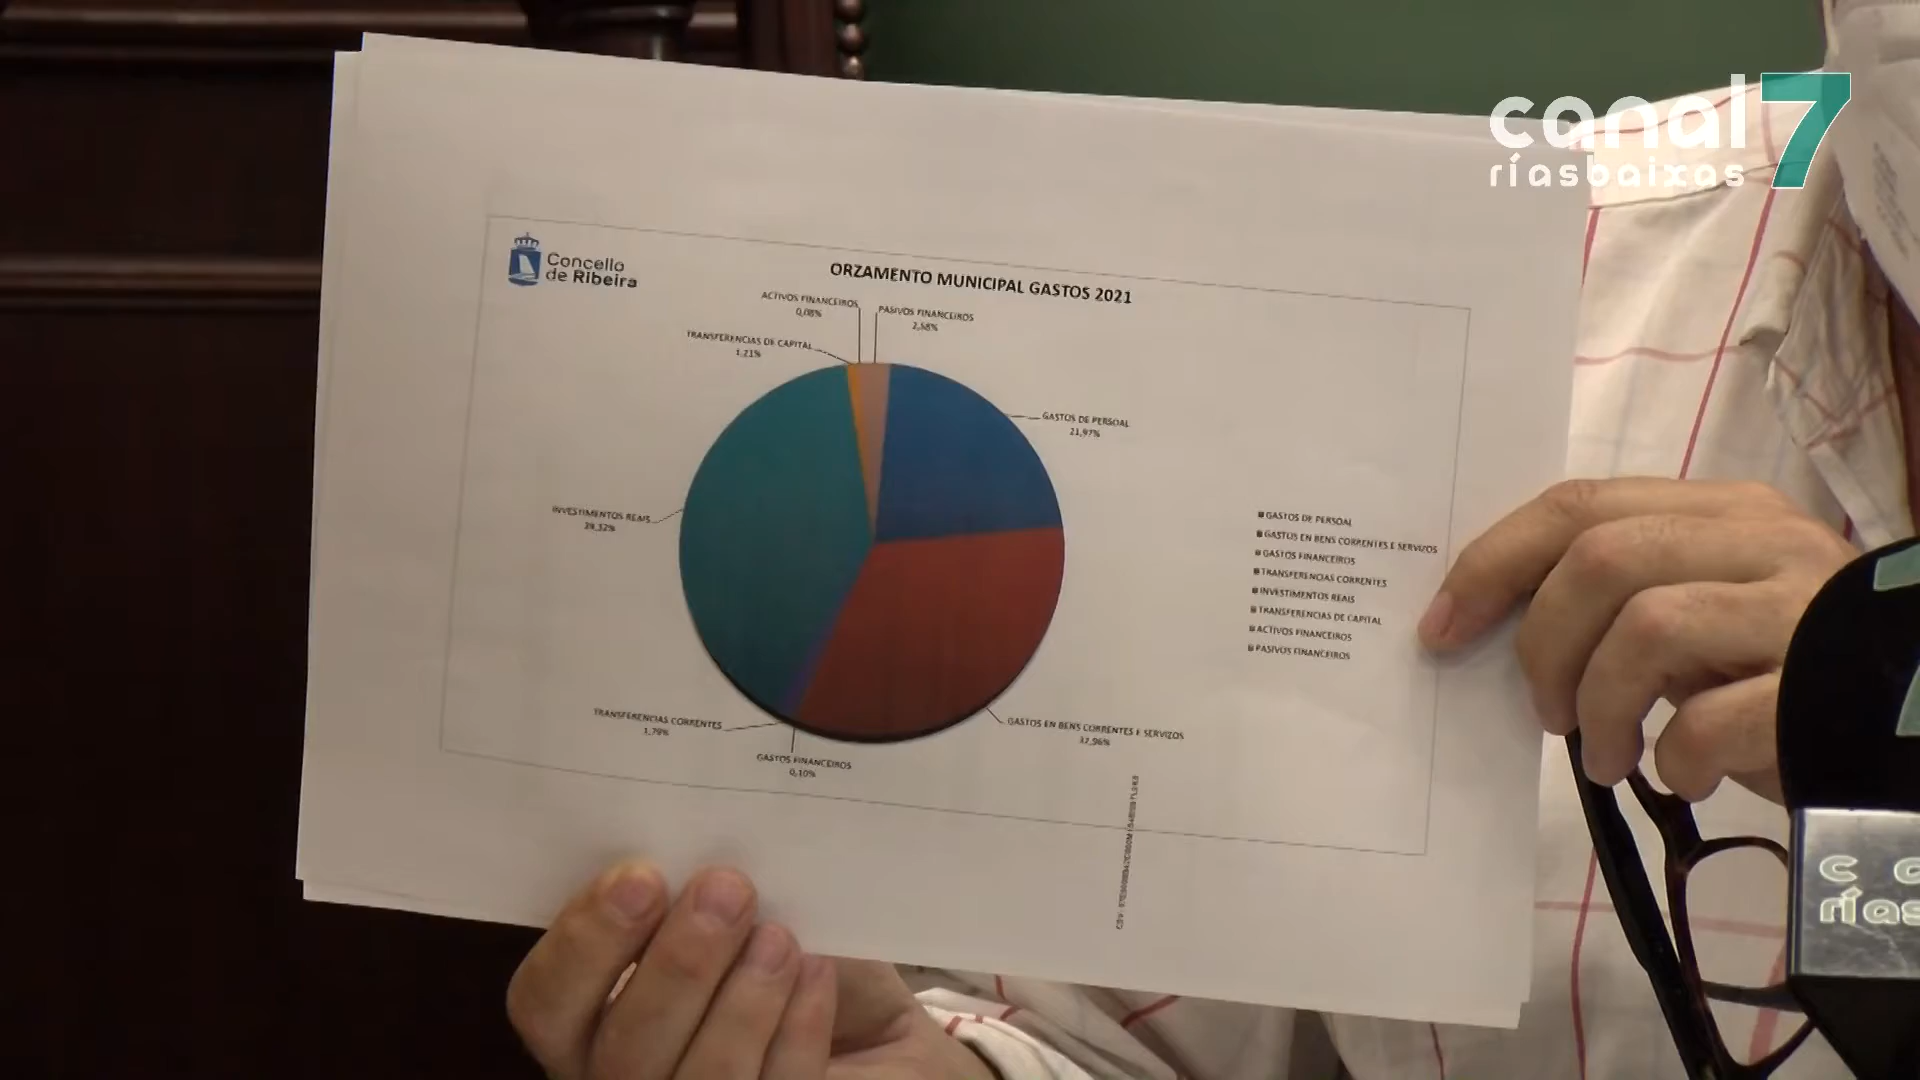 canal 7
ríasbaixas
Concello
de Ribeira
ORZAMENTO MUNICIPAL GASTOS 2021
ACTIVOS FINANCEIROS
0,08%
PASIVOS FINANCEIROS
2,58%
TRANSFERENCIAS DE CAPITAL
1,21%
GASTOS DE PERSOAL
21,97%
INVESTIMENTOS REAIS
39,32%
GASTOS DE PERSOAL
GASTOS EN BENS CORRENTES E SERVIZOS
GASTOS FINANCEIROS
TRANSFERENCIAS CORRENTES
INVESTIMENTOS REAIS
TRANSFERENCIAS DE CAPITAL
ACTIVOS FINANCEIROS
PASIVOS FINANCEIROS
TRANSFERENCIAS CORRENTES
1,79%
GASTOS EN BENS CORRENTES E SERVIZOS
32,96%
GASTOS FINANCEIROS
0,10%